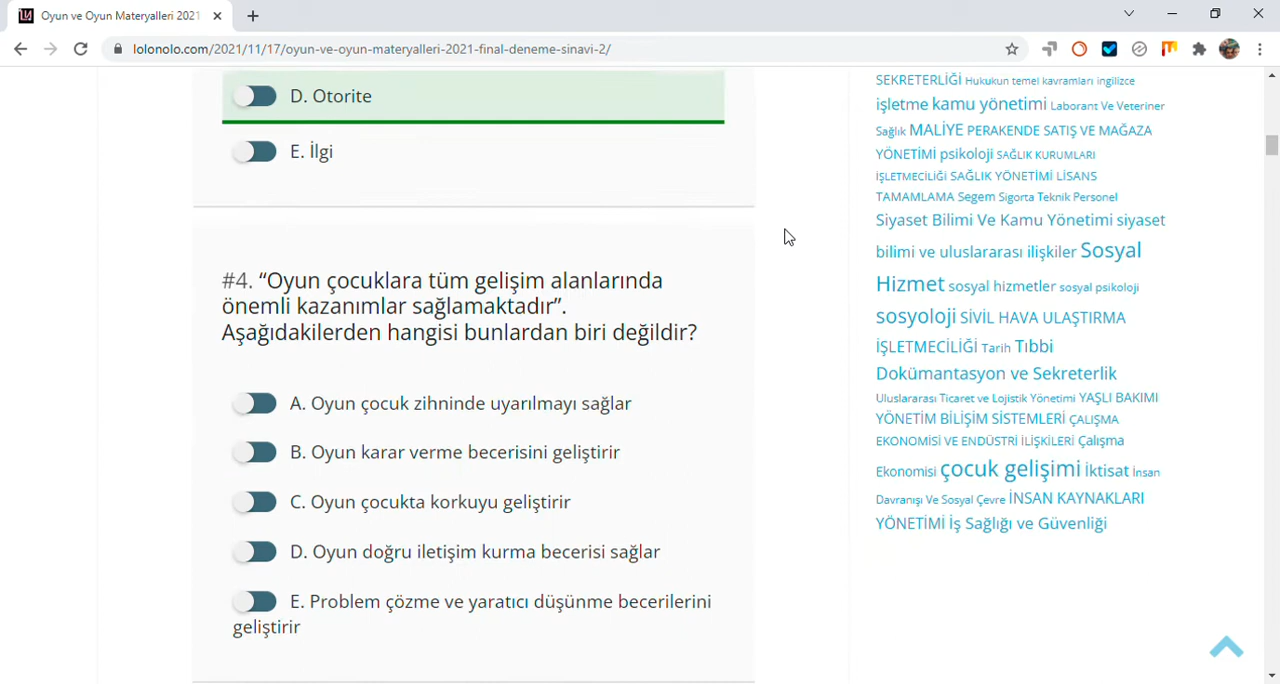 Oyun ve Oyun Materyalleri 2021
lolonolo.com/2021/11/17/oyun-ve-oyun-materyalleri-2021-final-deneme-sinavi-2/
D. Otorite
E. İlgi
#4. “Oyun çocuklara tüm gelişim alanlarında
önemli kazanımlar sağlamaktadır”.
Aşağıdakilerden hangisi bunlardan biri değildir?
A. Oyun çocuk zihninde uyarılmayı sağlar
B. Oyun karar verme becerisini geliştirir
C. Oyun çocukta korkuyu geliştirir
D. Oyun doğru iletişim kurma becerisi sağlar
E. Problem çözme ve yaratıcı düşünme becerilerini
geliştirir
SEKRETERLİĞİ Hukukun temel kavramları ingilizce
işletme kamu yönetimi Laborant Ve Veteriner
Sağlık MALİYE PERAKENDE SATIŞ VE MAĞAZA
YÖNETİMİ psikoloji SAĞLIK KURUMLARI
İŞLETMECİLİĞİ SAĞLIK YÖNETİMİ LİSANS
TAMAMLAMA Segem Sigorta Teknik Personel
Siyaset Bilimi Ve Kamu Yönetimi siyaset
bilimi ve uluslararası ilişkiler Sosyal
Hizmet sosyal hizmetler sosyal psikoloji
sosyoloji SİVİL HAVA ULAŞTIRMA
İŞLETMECİLİĞİ Tarih Tıbbi
Dokümantasyon ve Sekreterlik
Uluslararası Ticaret ve Lojistik Yönetimi YAŞLI BAKIMI
YÖNETİM BİLİŞİM SİSTEMLERİ ÇALIŞMA
EKONOMİSİ VE ENDÜSTRİ İLİŞKİLERİ Çalışma
Ekonomisi çocuk gelişimi İktisat İnsan
Davranışı Ve Sosyal Çevre İNSAN KAYNAKLARI
YÖNETİMİ İş Sağlığı ve Güvenliği